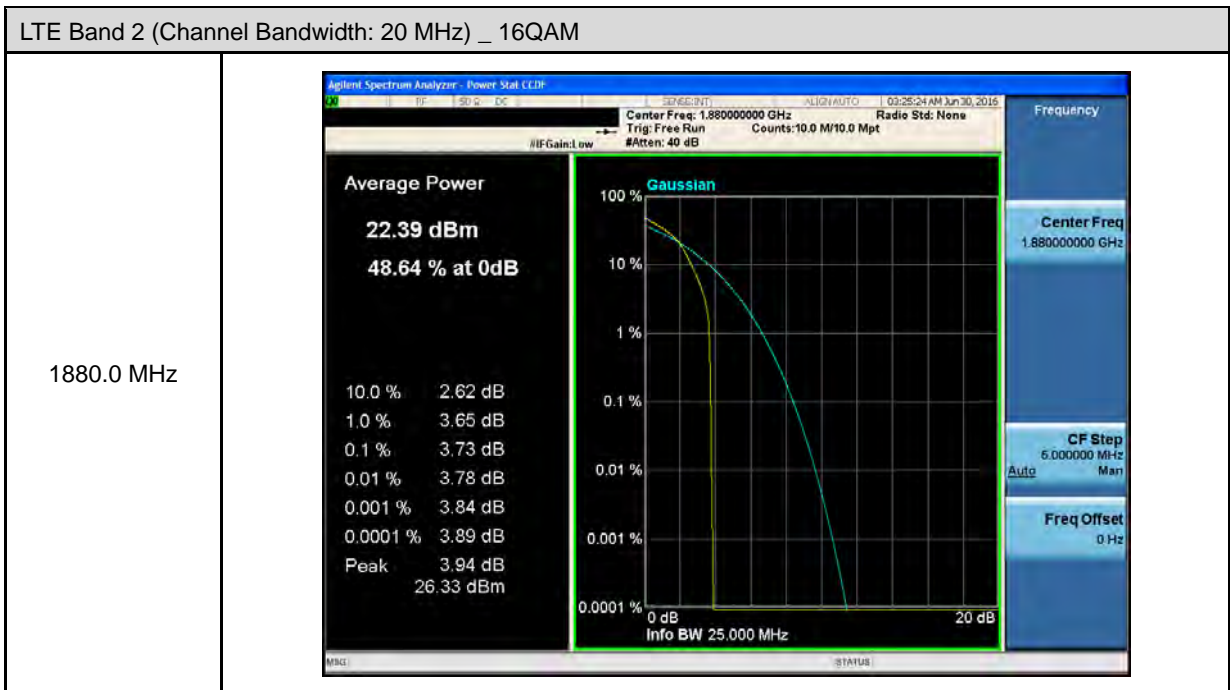 LTE Band 2 (Channel Bandwidth: 20 MHz) _ 16QAM
1880.0 MHz
Agilent Spectrum Analyzer - Power Stat CCDF
RF 50 Ω DC SENSE:INT ALIGN AUTO 03:25:24 AM Jun 30, 2016
Center Freq: 1.880000000 GHz Radio Std: None
Trig: Free Run Counts:10.0 M/10.0 Mpt
#IFGain:Low #Atten: 40 dB
Average Power
22.39 dBm
48.64 % at 0dB
10.0 % 2.62 dB
1.0 % 3.65 dB
0.1 % 3.73 dB
0.01 % 3.78 dB
0.001 % 3.84 dB
0.0001 % 3.89 dB
Peak 3.94 dB
26.33 dBm
Gaussian
100 %
10 %
1 %
0.1 %
0.01 %
0.001 %
0.0001 %
0 dB 20 dB
Info BW 25.000 MHz
Frequency
Center Freq
1.880000000 GHz
CF Step
5.000000 MHz
Auto Man
Freq Offset
0 Hz
MSG STATUS